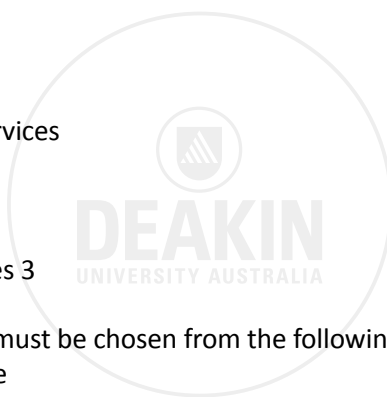 rvices
DEAKIN
es 3
UNIVERSITY AUSTRALIA
must be chosen from the followin
e